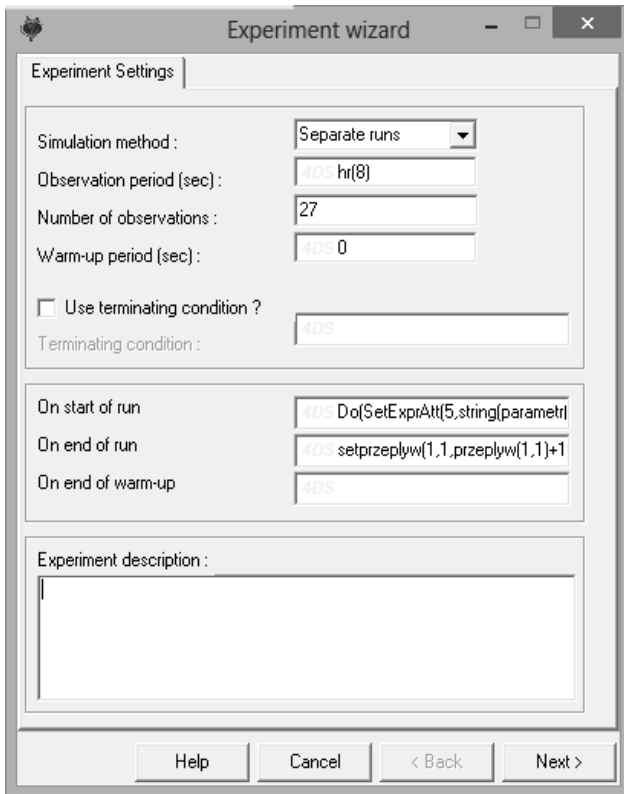 Experiment wizard
Experiment Settings
Simulation method : Separate runs
Observation period (sec) : 4DS hr(8)
Number of observations : 27
Warm-up period (sec) : 4DS 0
Use terminating condition ?
Terminating condition : 4DS
On start of run 4DS Do(SetExprAtt(5,string(parametr(
On end of run 4DS setprzeplyw(1,1,przeplyw(1,1)+1
On end of warm-up 4DS
Experiment description :
Help Cancel < Back Next >